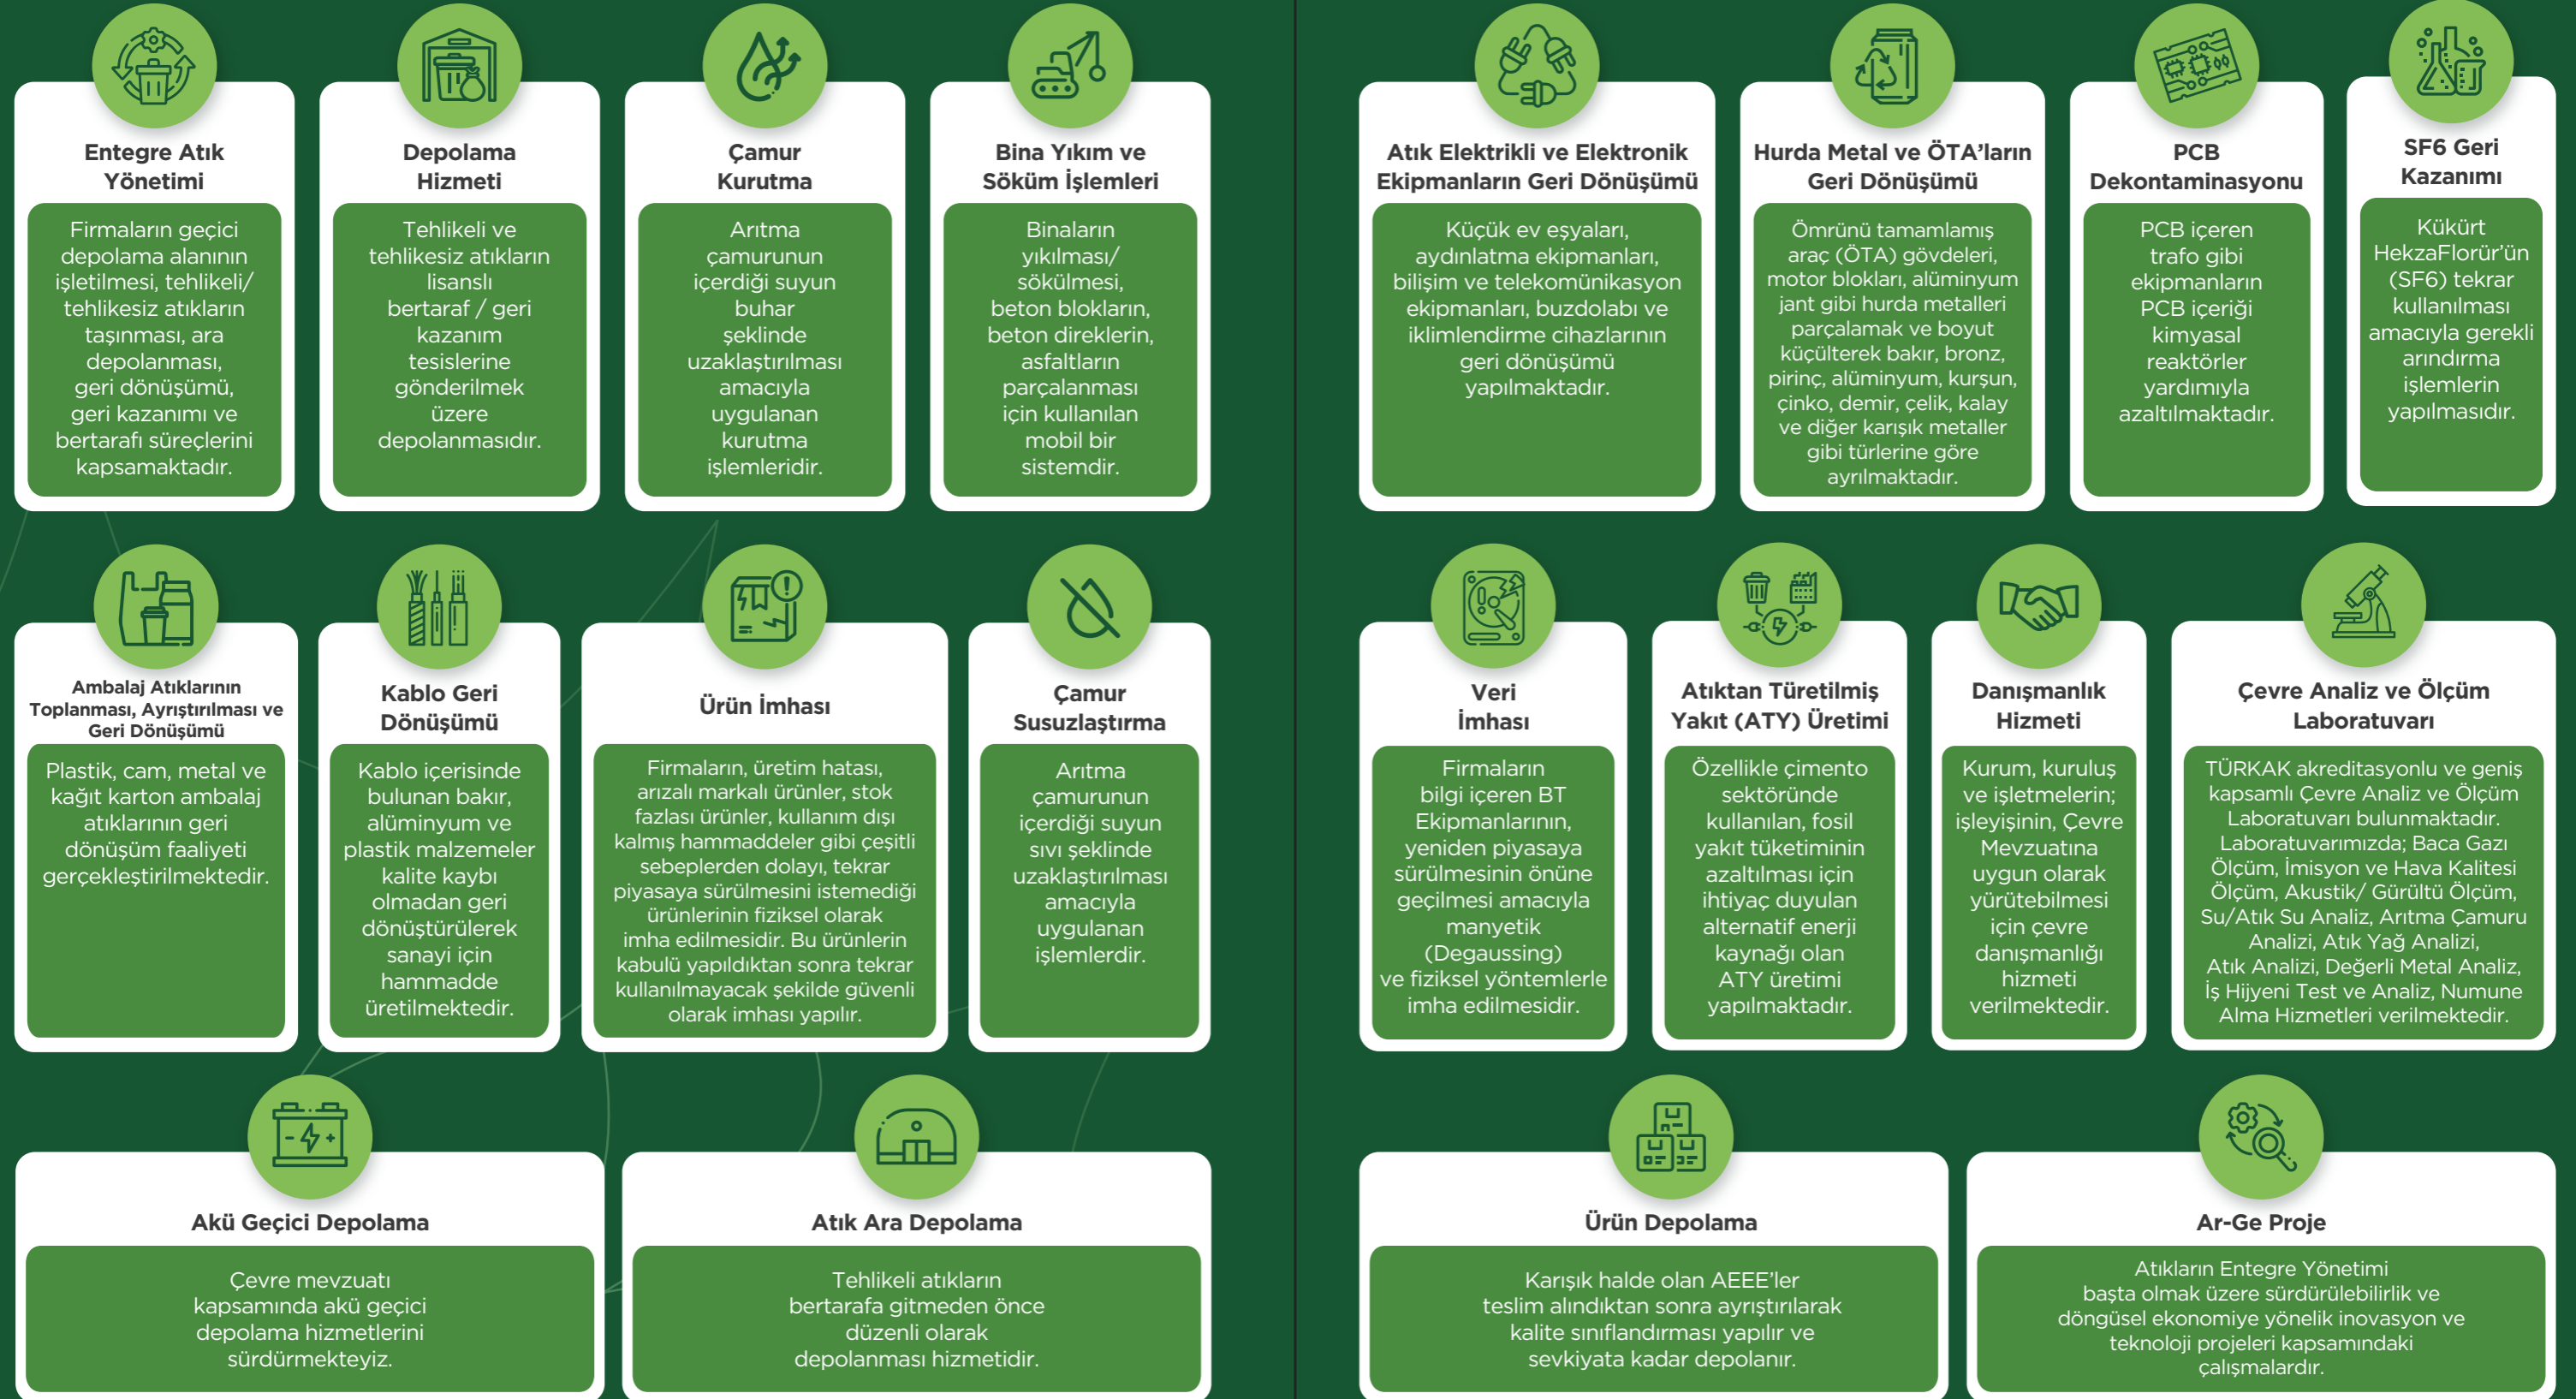 Entegre Atık
Yönetimi
Firmaların geçici
depolama alanının
işletilmesi, tehlikeli/
tehlikesiz atıkların
taşınması, ara
depolanması,
geri dönüşümü,
geri kazanımı ve
bertarafı süreçlerini
kapsamaktadır.
Depolama
Hizmeti
Tehlikeli ve
tehlikesiz atıkların
lisanslı
bertaraf / geri
kazanım
tesislerine
gönderilmek
üzere
depolanmasıdır.
Çamur
Kurutma
Arıtma
çamurunun
içerdiği suyun
buhar
şeklinde
uzaklaştırılması
amacıyla
uygulanan
kurutma
işlemleridir.
Bina Yıkım ve
Söküm İşlemleri
Binaların
yıkılması/
sökülmesi,
beton blokların,
beton direklerin,
asfaltların
parçalanması
için kullanılan
mobil bir
sistemdir.
Atık Elektrikli ve Elektronik
Ekipmanların Geri Dönüşümü
Küçük ev eşyaları,
aydınlatma ekipmanları,
bilişim ve telekomünikasyon
ekipmanları, buzdolabı ve
iklimlendirme cihazlarının
geri dönüşümü
yapılmaktadır.
Hurda Metal ve ÖTA’ların
Geri Dönüşümü
Ömrünü tamamlamış
araç (ÖTA) gövdeleri,
motor blokları, alüminyum
jant gibi hurda metalleri
parçalamak ve boyut
küçülterek bakır, bronz,
pirinç, alüminyum, kurşun,
çinko, demir, çelik, kalay
ve diğer karışık metaller
gibi türlerine göre
ayrılmaktadır.
PCB
Dekontaminasyonu
PCB içeren
trafo gibi
ekipmanların
PCB içeriği
kimyasal
reaktörler
yardımıyla
azaltılmaktadır.
SF6 Geri
Kazanımı
Kükürt
HekzaFlorür’ün
(SF6) tekrar
kullanılması
amacıyla gerekli
arındırma
işlemlerin
yapılmasıdır.
Ambalaj Atıklarının
Toplanması, Ayrıştırılması ve
Geri Dönüşümü
Plastik, cam, metal ve
kağıt karton ambalaj
atıklarının geri
dönüşüm faaliyeti
gerçekleştirilmektedir.
Kablo Geri
Dönüşümü
Kablo içerisinde
bulunan bakır,
alüminyum ve
plastik malzemeler
kalite kaybı
olmadan geri
dönüştürülerek
sanayi için
hammadde
üretilmektedir.
Ürün İmhası
Firmaların, üretim hatası,
arızalı markalı ürünler, stok
fazlası ürünler, kullanım dışı
kalmış hammaddeler gibi çeşitli
sebeplerden dolayı, tekrar
piyasaya sürülmesini istemediği
ürünlerinin fiziksel olarak
imha edilmesidir. Bu ürünlerin
kabulü yapıldıktan sonra tekrar
kullanılmayacak şekilde güvenli
olarak imhası yapılır.
Çamur
Susuzlaştırma
Arıtma
çamurunun
içerdiği suyun
sıvı şeklinde
uzaklaştırılması
amacıyla
uygulanan
işlemlerdir.
Veri
İmhası
Firmaların
bilgi içeren BT
Ekipmanlarının,
yeniden piyasaya
sürülmesinin önüne
geçilmesi amacıyla
manyetik
(Degaussing)
ve fiziksel yöntemlerle
imha edilmesidir.
Atıktan Türetilmiş
Yakıt (ATY) Üretimi
Özellikle çimento
sektöründe
kullanılan, fosil
yakıt tüketiminin
azaltılması için
ihtiyaç duyulan
alternatif enerji
kaynağı olan
ATY üretimi
yapılmaktadır.
Danışmanlık
Hizmeti
Kurum, kuruluş
ve işletmelerin;
işleyişinin, Çevre
Mevzuatına
uygun olarak
yürütebilmesi
için çevre
danışmanlığı
hizmeti
verilmektedir.
Çevre Analiz ve Ölçüm
Laboratuvarı
TÜRKAK akreditasyonlu ve geniş
kapsamlı Çevre Analiz ve Ölçüm
Laboratuvarı bulunmaktadır.
Laboratuvarımızda; Baca Gazı
Ölçüm, İmisyon ve Hava Kalitesi
Ölçüm, Akustik/ Gürültü Ölçüm,
Su/Atık Su Analiz, Arıtma Çamuru
Analizi, Atık Yağ Analizi,
Atık Analizi, Değerli Metal Analiz,
İş Hijyeni Test ve Analiz, Numune
Alma Hizmetleri verilmektedir.
Akü Geçici Depolama
Çevre mevzuatı
kapsamında akü geçici
depolama hizmetlerini
sürdürmekteyiz.
Atık Ara Depolama
Tehlikeli atıkların
bertarafa gitmeden önce
düzenli olarak
depolanması hizmetidir.
Ürün Depolama
Karışık halde olan AEEE’ler
teslim alındıktan sonra ayrıştırılarak
kalite sınıflandırması yapılır ve
sevkiyata kadar depolanır.
Ar-Ge Proje
Atıkların Entegre Yönetimi
başta olmak üzere sürdürülebilirlik ve
döngüsel ekonomiye yönelik inovasyon ve
teknoloji projeleri kapsamındaki
çalışmalardır.